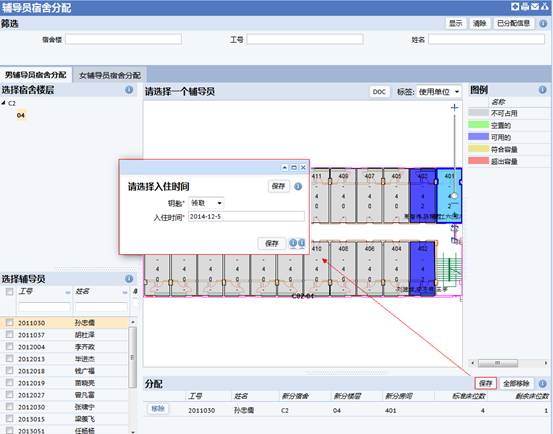 辅导员宿舍分配
筛选
显示 清除 已分配信息
宿舍楼 工号 姓名
男辅导员宿舍分配 女辅导员宿舍分配
选择宿舍楼层
C2
04
请选择一个辅导员
DOC 标签: 使用单位
图例
名称
不可占用
空置的
可用的
符合容量
超出容量
请选择入住时间
保存
钥匙* 领取
入住时间* 2014-12-5
保存
411 409 407 405 403 401
410 408 406 404 402
C02-04
选择辅导员
工号 姓名
2011030 孙忠儒
2011037 胡杜泽
2012004 李齐政
2012013 华进杰
2012018 钱广福
2012019 董晓亮
2012027 曾凡富
2012030 张德宁
2013015 梁羡飞
2013051 任杨杨
分配
保存 全部移除
工号 姓名 新分宿舍 新分楼层 新分房间 标准床位数 剩余床位数
移除 2011030 孙忠儒 C2 04 401 4 1